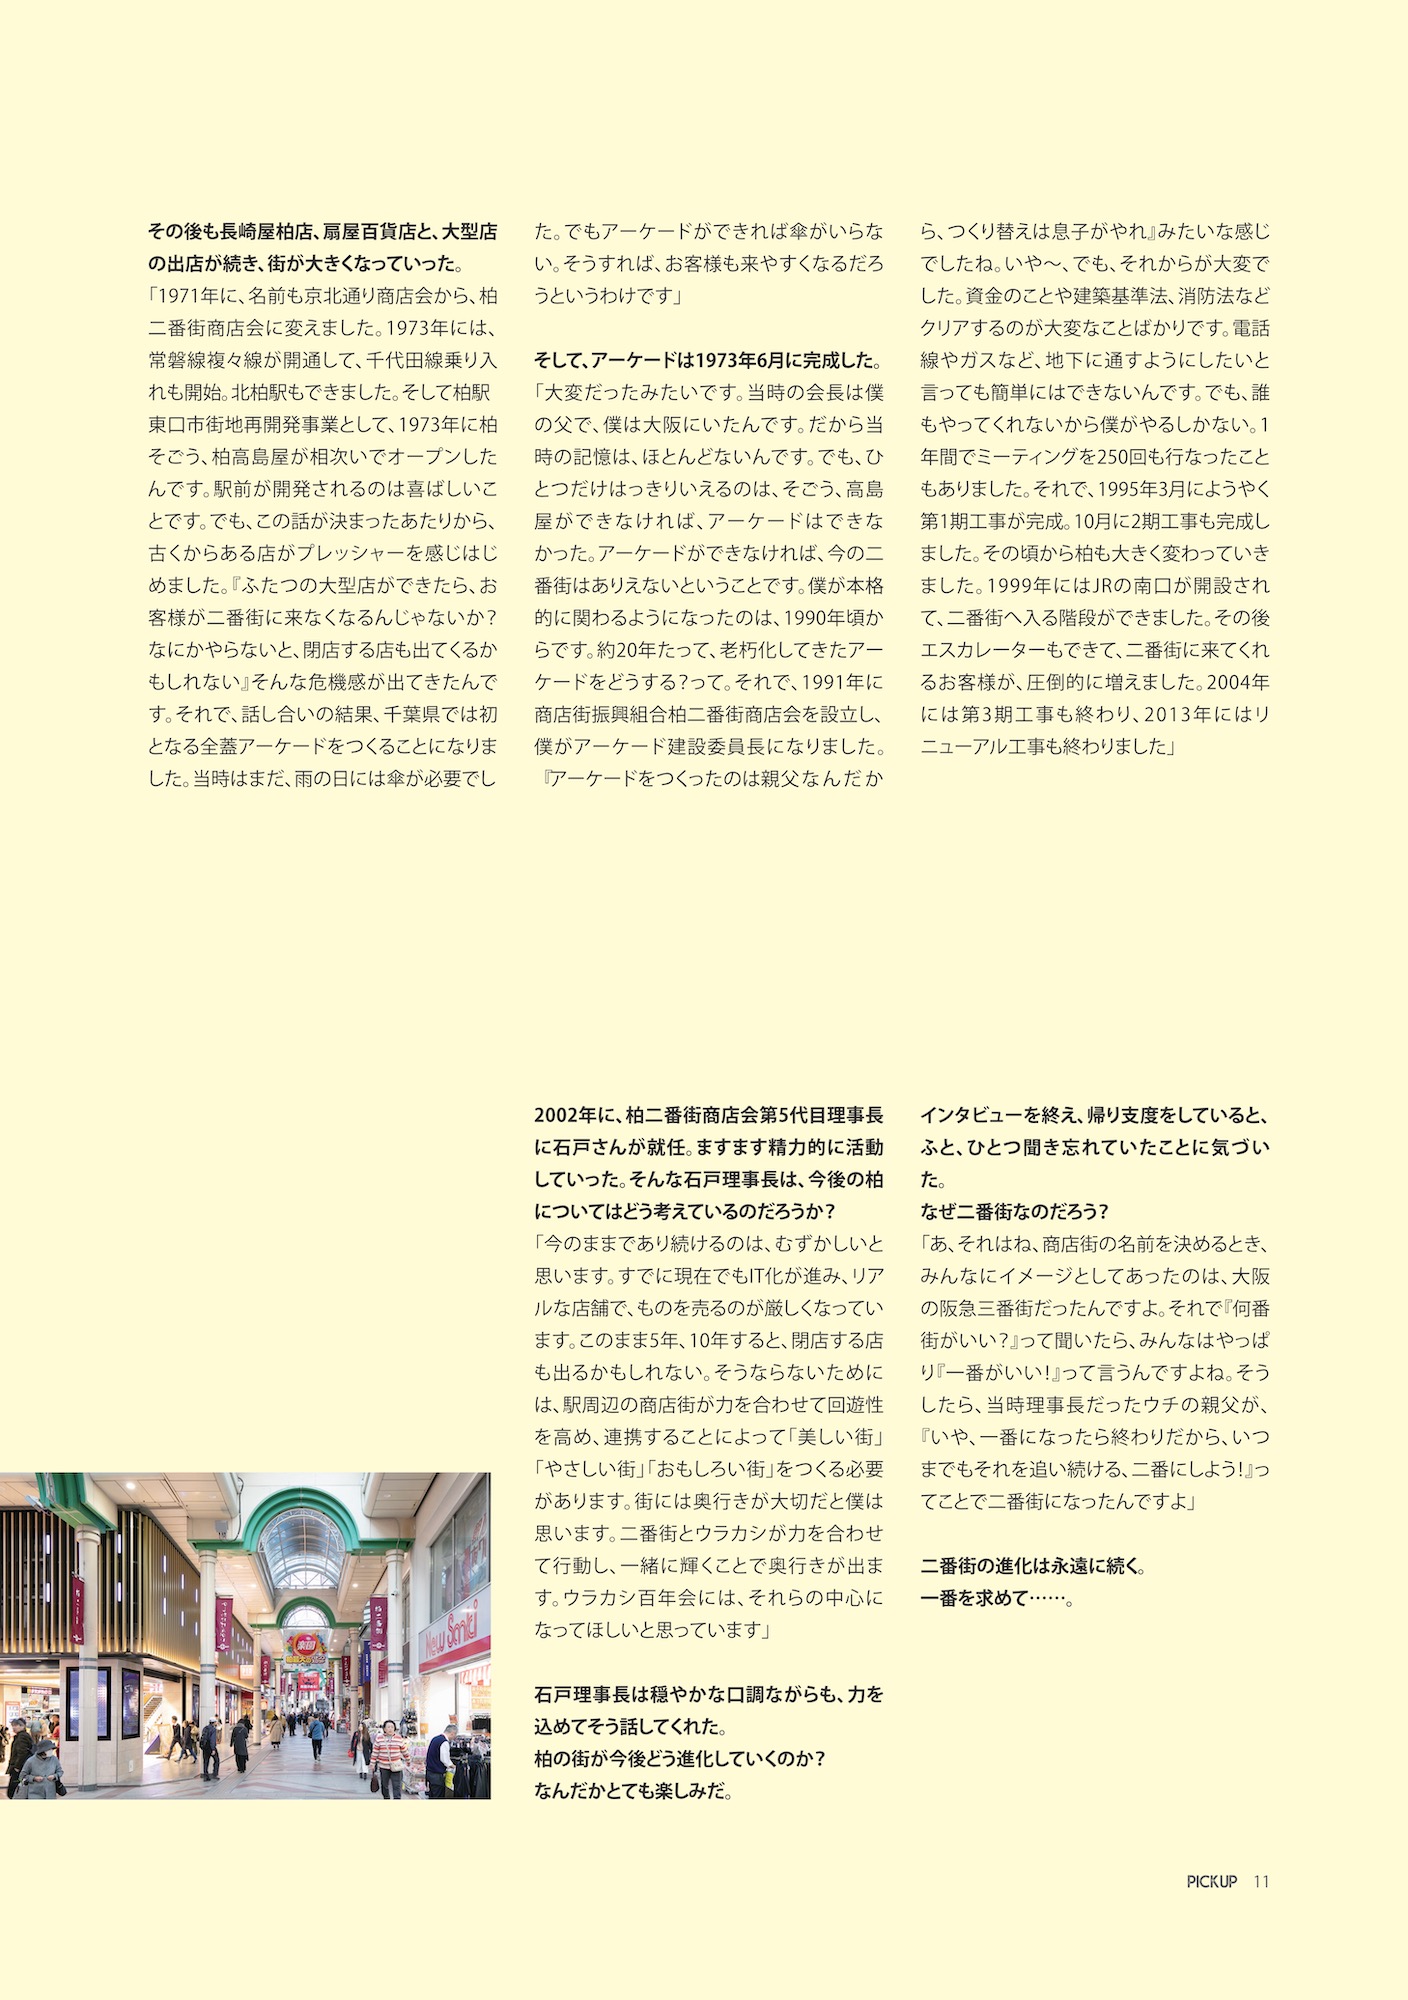 その後も長崎屋柏店、扇屋百貨店と、大型店
の出店が続き、街が大きくなっていった。
「1971年に、名前も京北通り商店会から、柏
二番街商店会に変えました。1973年には、
常磐線複々線が開通して、千代田線乗り入
れも開始。北柏駅もできました。そして柏駅
東口市街地再開発事業として、1973年に柏
そごう、柏高島屋が相次いでオープンした
んです。駅前が開発されるのは喜ばしいこ
とです。でも、この話が決まったあたりから、
古くからある店がプレッシャーを感じはじ
めました。『ふたつの大型店ができたら、お
客様が二番街に来なくなるんじゃないか？
なにかやらないと、閉店する店も出てくるか
もしれない』そんな危機感が出てきたんで
す。それで、話し合いの結果、千葉県では初
となる全蓋アーケードをつくることになりま
した。当時はまだ、雨の日には傘が必要でし
た。でもアーケードができれば傘がいらな
い。そうすれば、お客様も来やすくなるだろ
うというわけです」
そして、アーケードは1973年6月に完成した。
「大変だったみたいです。当時の会長は僕
の父で、僕は大阪にいたんです。だから当
時の記憶は、ほとんどないんです。でも、ひ
とつだけはっきりいえるのは、そごう、高島
屋ができなければ、アーケードはできな
かった。アーケードができなければ、今の二
番街はありえないということです。僕が本格
的に関わるようになったのは、1990年頃か
らです。約20年たって、老朽化してきたアー
ケードをどうする？って。それで、1991年に
商店街振興組合柏二番街商店会を設立し、
僕がアーケード建設委員長になりました。
『アーケードをつくったのは親父なんだか
ら、つくり替えは息子がやれ』みたいな感じ
でしたね。いや〜、でも、それからが大変で
した。資金のことや建築基準法、消防法など
クリアするのが大変なことばかりです。電話
線やガスなど、地下に通すようにしたいと
言っても簡単にはできないんです。でも、誰
もやってくれないから僕がやるしかない。1
年間でミーティングを250回も行なったこと
もありました。それで、1995年3月にようやく
第1期工事が完成。10月に2期工事も完成し
ました。その頃から柏も大きく変わっていき
ました。1999年にはJRの南口が開設され
て、二番街へ入る階段ができました。その後
エスカレーターもできて、二番街に来てくれ
るお客様が、圧倒的に増えました。2004年
には第3期工事も終わり、2013年にはリ
ニューアル工事も終わりました」
2002年に、柏二番街商店会第5代目理事長
に石戸さんが就任。ますます精力的に活動
していった。そんな石戸理事長は、今後の柏
についてはどう考えているのだろうか？
「今のままであり続けるのは、むずかしいと
思います。すでに現在でもIT化が進み、リア
ルな店舗で、ものを売るのが厳しくなってい
ます。このまま5年、10年すると、閉店する店
も出るかもしれない。そうならないために
は、駅周辺の商店街が力を合わせて回遊性
を高め、連携することによって「美しい街」
「やさしい街」「おもしろい街」をつくる必要
があります。街には奥行きが大切だと僕は
思います。二番街とウラカシが力を合わせ
て行動し、一緒に輝くことで奥行きが出ま
す。ウラカシ百年会には、それらの中心に
なってほしいと思っています」
石戸理事長は穏やかな口調ながらも、力を
込めてそう話してくれた。
柏の街が今後どう進化していくのか？
なんだかとても楽しみだ。
インタビューを終え、帰り支度をしていると、
ふと、ひとつ聞き忘れていたことに気づい
た。
なぜ二番街なのだろう？
「あ、それはね、商店街の名前を決めるとき、
みんなにイメージとしてあったのは、大阪
の阪急三番街だったんですよ。それで『何番
街がいい？』って聞いたら、みんなはやっぱ
り『一番がいい！』って言うんですよね。そう
したら、当時理事長だったウチの親父が、
『いや、一番になったら終わりだから、いつ
までもそれを追い続ける、二番にしよう！』っ
てことで二番街になったんですよ」
二番街の進化は永遠に続く。
一番を求めて……。
New Sanki
楽園
PICKUP 11